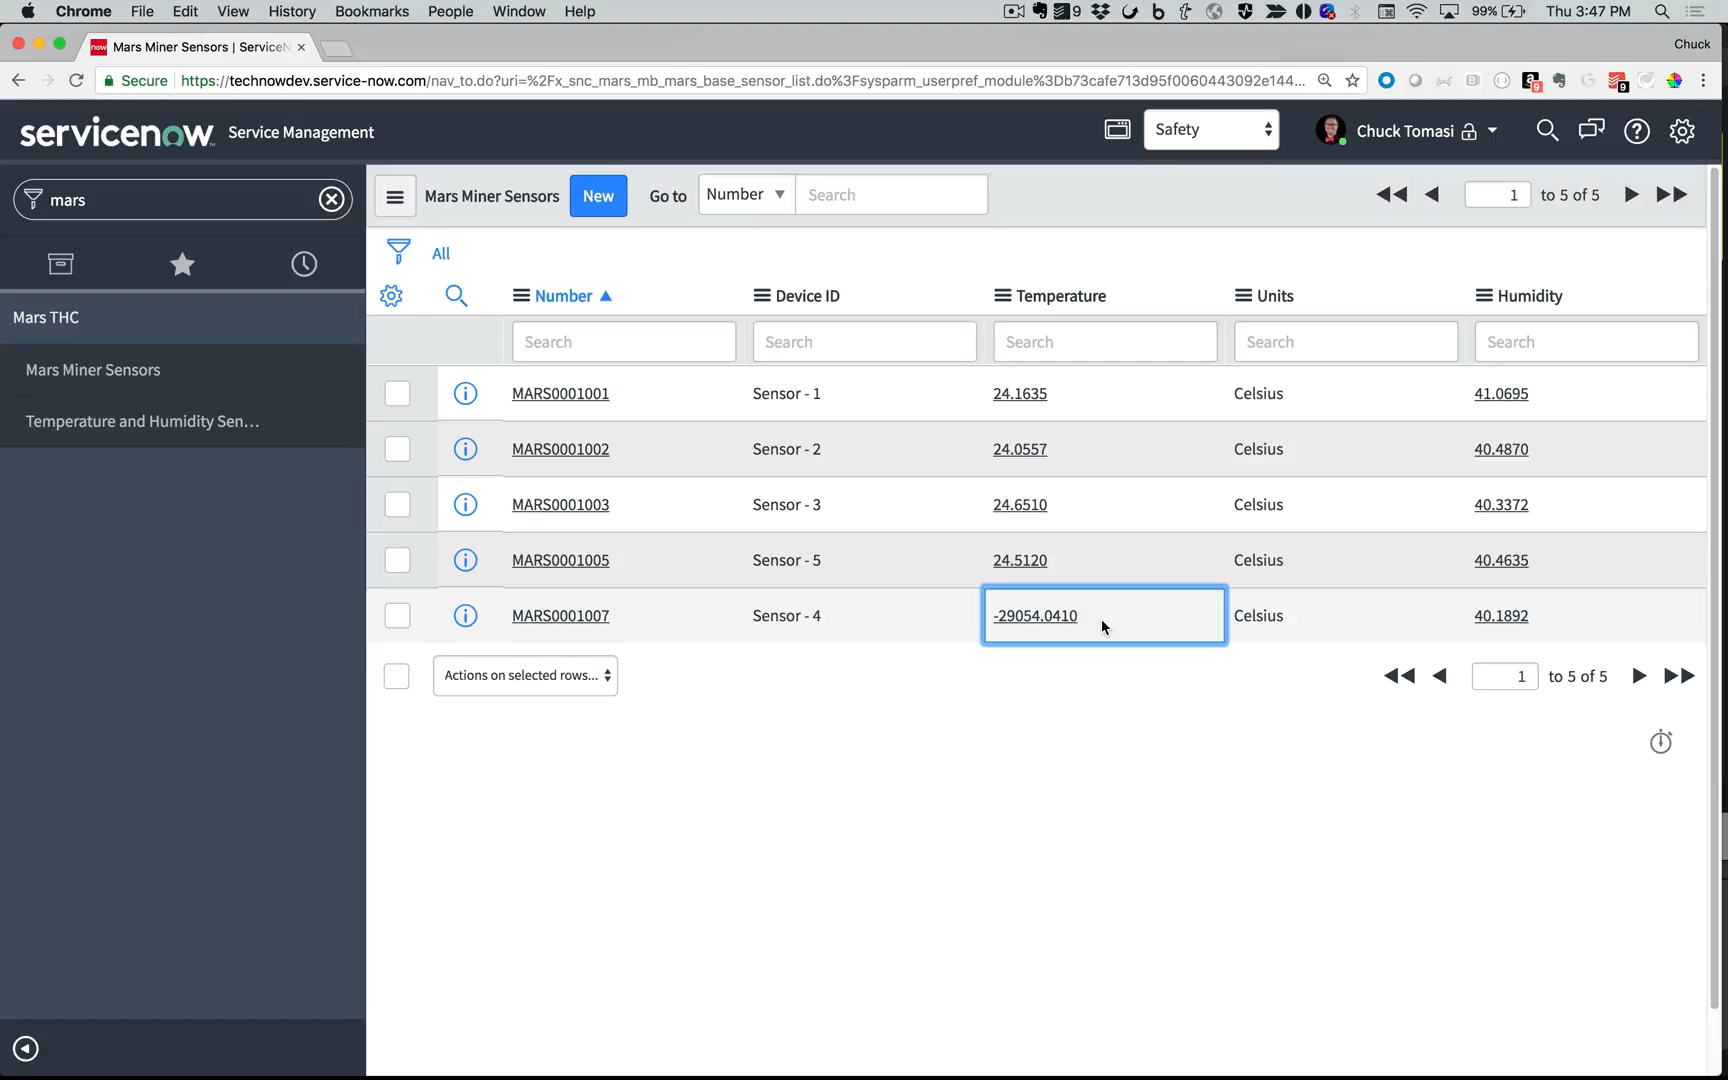 Chrome File Edit View History Bookmarks People Window Help 9 99% Thu 3:47 PM
Mars Miner Sensors | ServiceN Chuck
Secure https://technowdev.service-now.com/nav_to.do?uri=%2Fx_snc_mars_mb_mars_base_sensor_list.do%3Fsysparm_userpref_module%3Db73cafe713d95f0060443092e144... 9 9
servicenow Service Management Safety Chuck Tomasi
mars
Mars THC
Mars Miner Sensors
Temperature and Humidity Sen...
Mars Miner Sensors New Go to Number Search 1 to 5 of 5
All
Number Device ID Temperature Units Humidity
Search Search Search Search Search
MARS0001001 Sensor - 1 24.1635 Celsius 41.0695
MARS0001002 Sensor - 2 24.0557 Celsius 40.4870
MARS0001003 Sensor - 3 24.6510 Celsius 40.3372
MARS0001005 Sensor - 5 24.5120 Celsius 40.4635
MARS0001007 Sensor - 4 -29054.0410 Celsius 40.1892
Actions on selected rows... 1 to 5 of 5